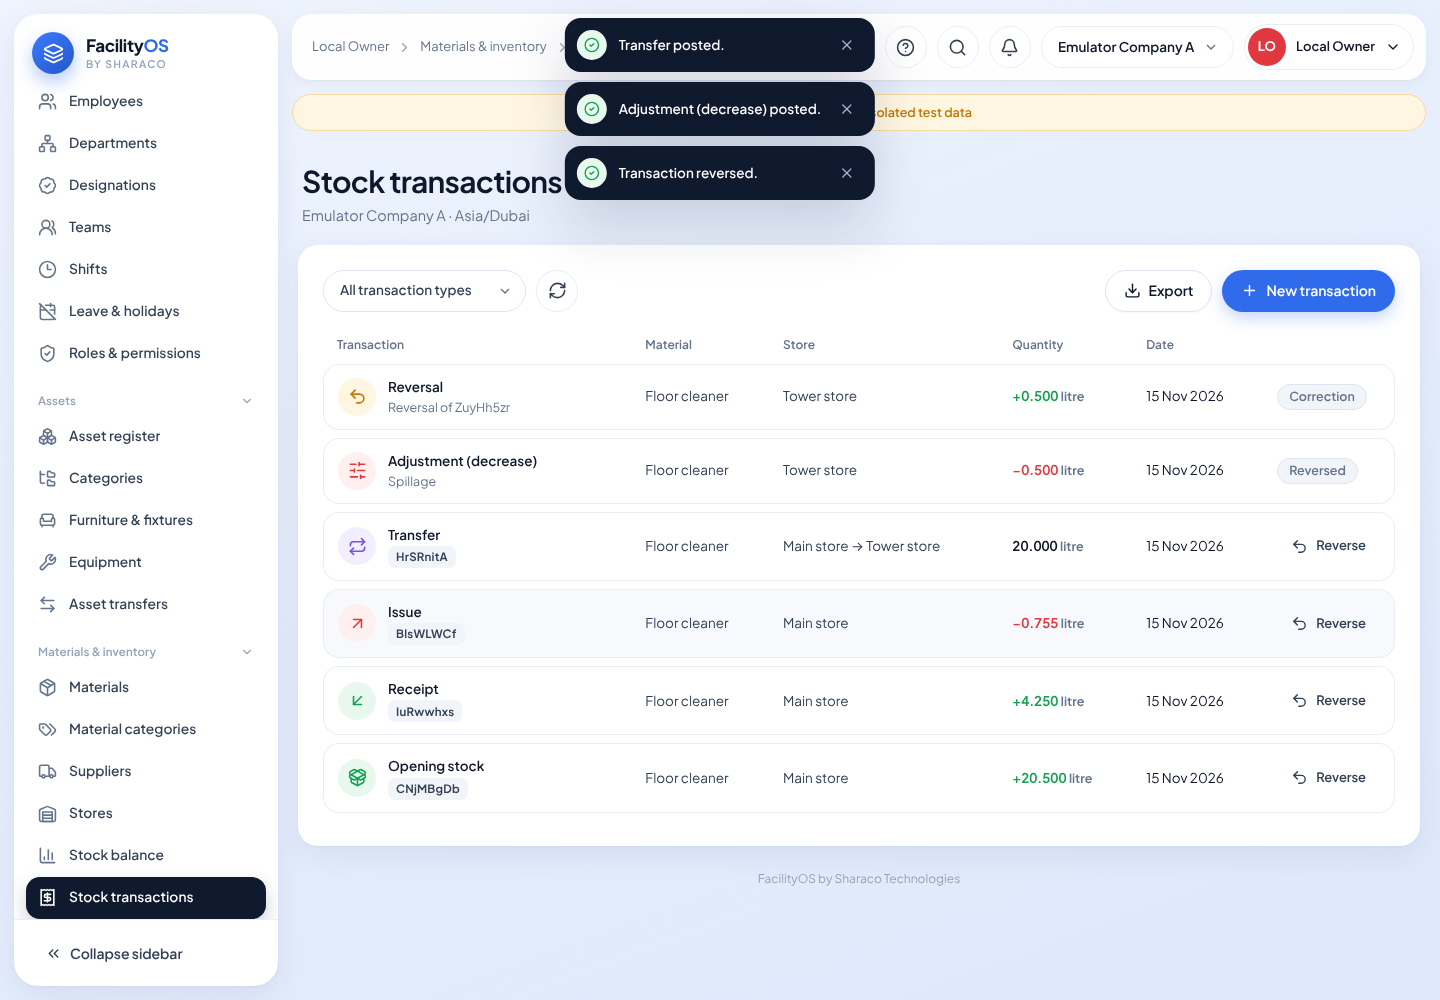 FacilityOS
BY SHARACO
Employees
Departments
Designations
Teams
Shifts
Leave & holidays
Roles & permissions
Assets
Asset register
Categories
Furniture & fixtures
Equipment
Asset transfers
Materials & inventory
Materials
Material categories
Suppliers
Stores
Stock balance
Stock transactions
Collapse sidebar
Local Owner
Materials & inventory
Transfer posted.
Adjustment (decrease) posted.
Transaction reversed.
Emulator Company A
LO
Local Owner
test data
Stock transactions
Emulator Company A · Asia/Dubai
All transaction types
Export
New transaction
Transaction Material Store Quantity Date
Reversal
Reversal of ZuyHh5zr
Floor cleaner Tower store +0.500 litre 15 Nov 2026 Correction
Adjustment (decrease)
Spillage
Floor cleaner Tower store −0.500 litre 15 Nov 2026 Reversed
Transfer
HrSRnitA
Floor cleaner Main store → Tower store 20.000 litre 15 Nov 2026 Reverse
Issue
BIsWLWCf
Floor cleaner Main store −0.755 litre 15 Nov 2026 Reverse
Receipt
IuRwwhxs
Floor cleaner Main store +4.250 litre 15 Nov 2026 Reverse
Opening stock
CNjMBgDb
Floor cleaner Main store +20.500 litre 15 Nov 2026 Reverse
FacilityOS by Sharaco Technologies